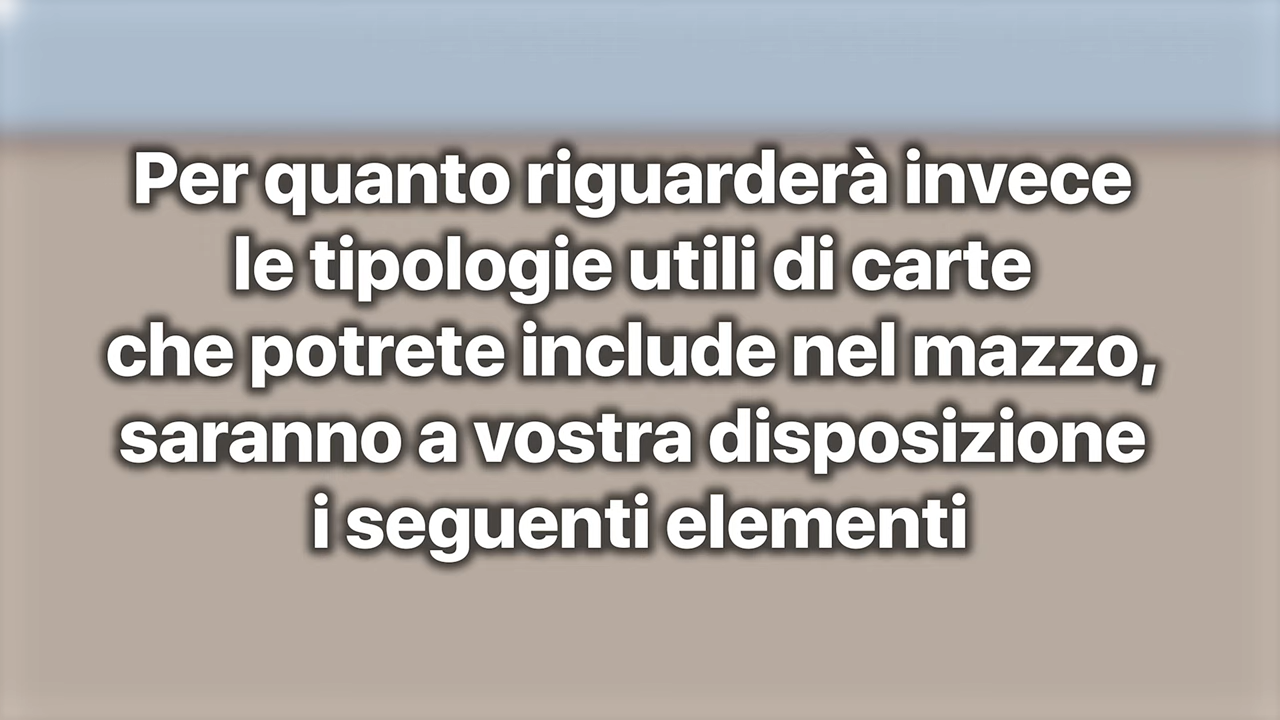 Per quanto riguarderà invece
le tipologie utili di carte
che potrete include nel mazzo,
saranno a vostra disposizione
i seguenti elementi